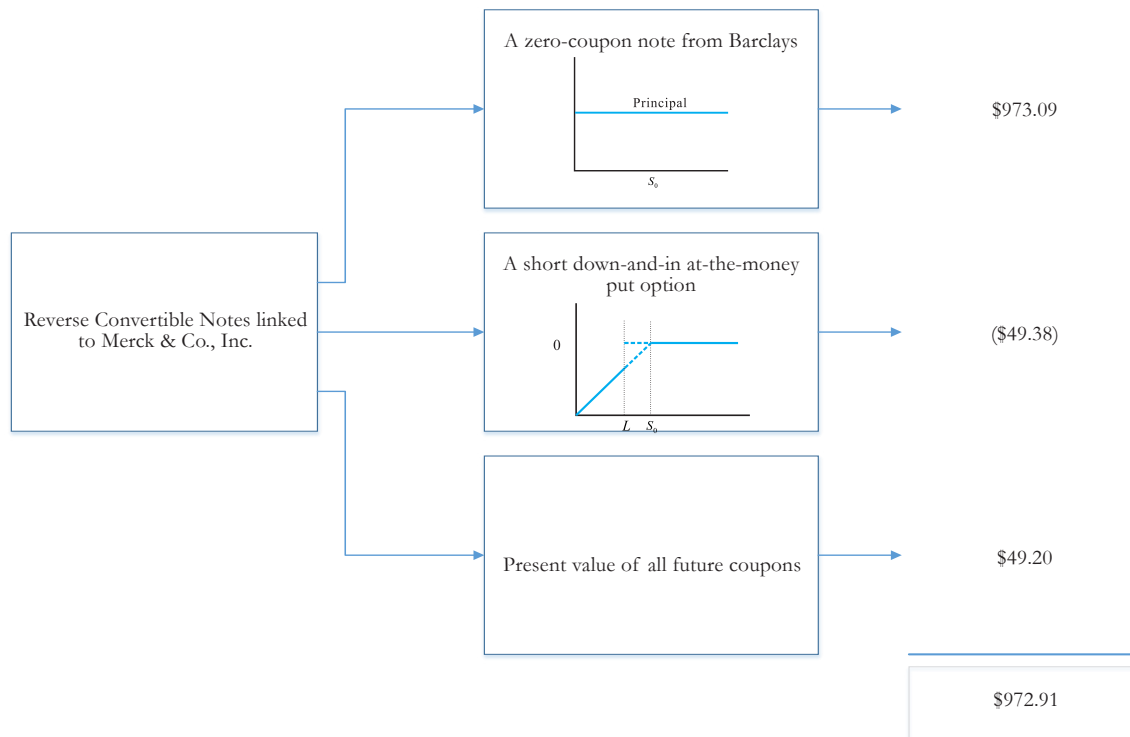 A zero-coupon note from Barclays
Principal
S₀
$973.09
Reverse Convertible Notes linked
to Merck & Co., Inc.
A short down-and-in at-the-money
put option
0
L S₀
($49.38)
Present value of all future coupons
$49.20
$972.91